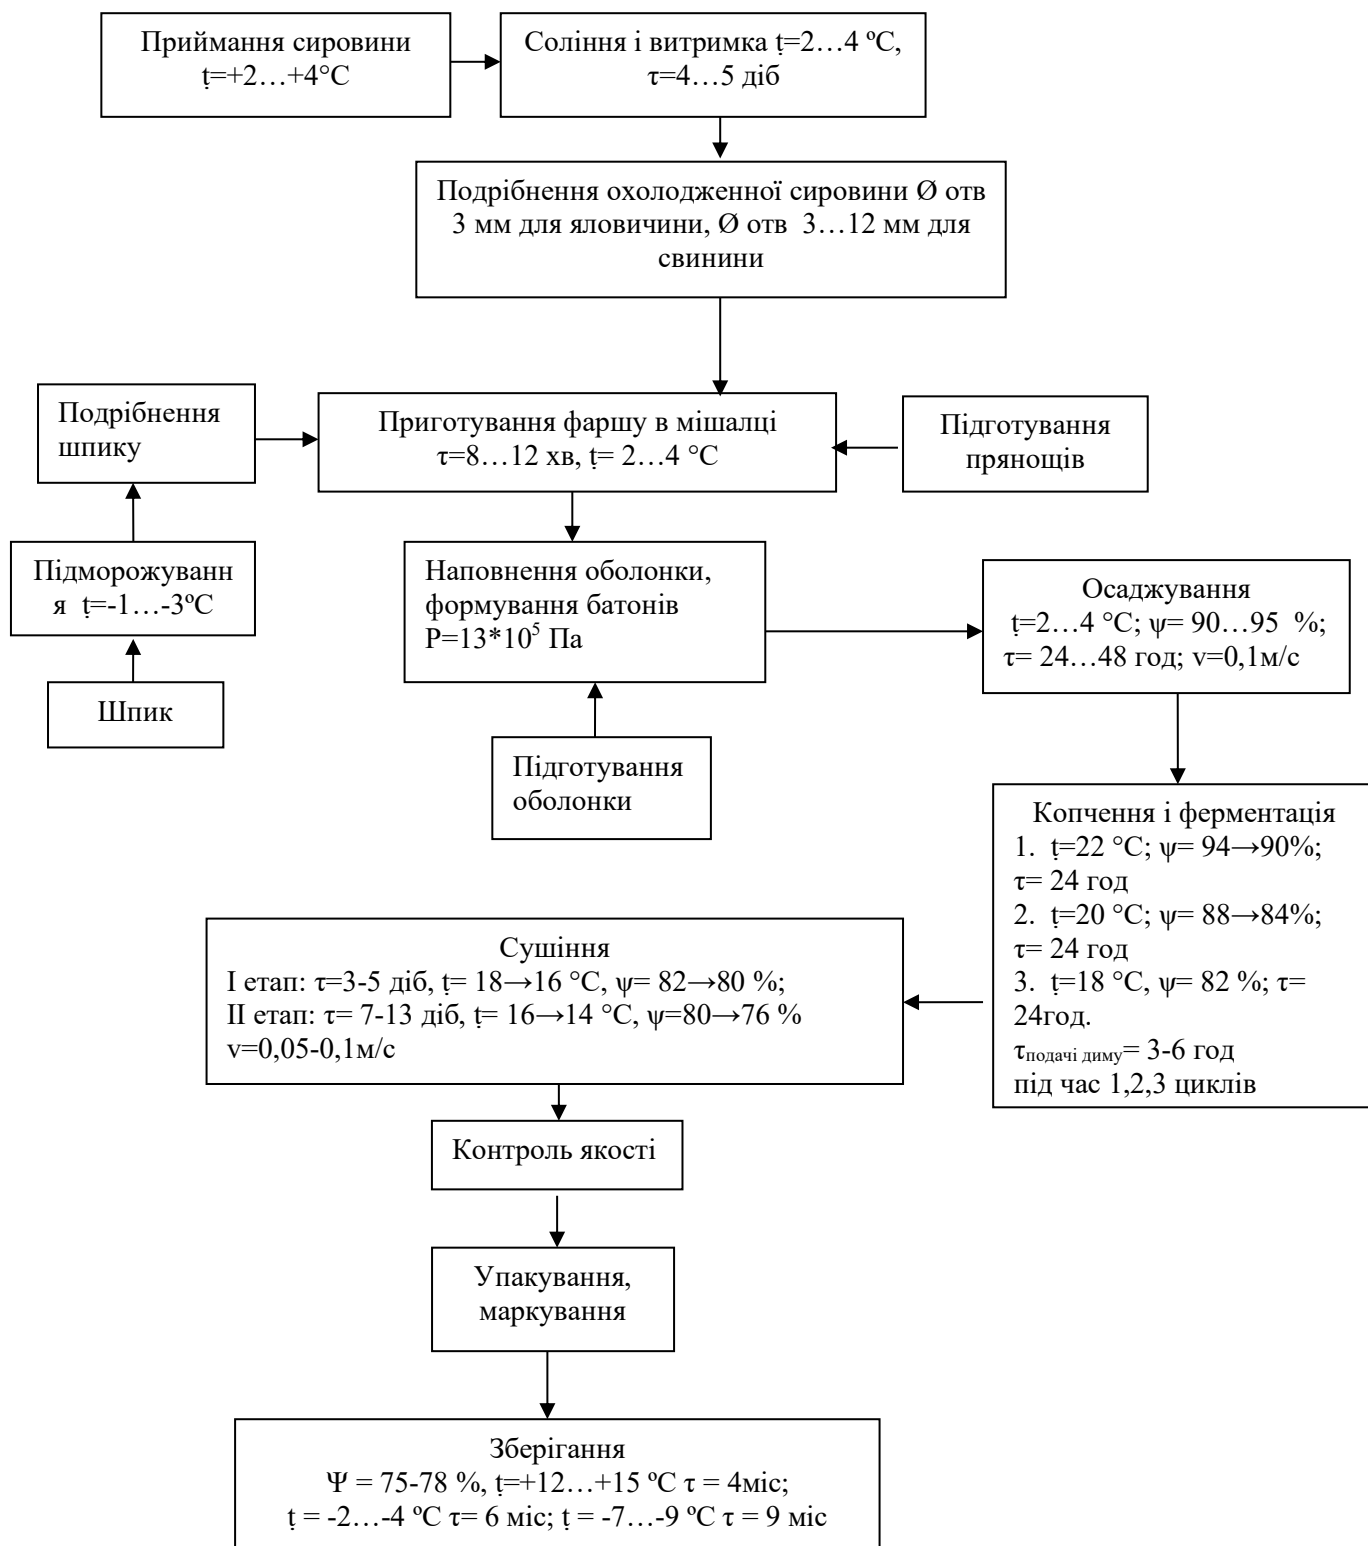 Приймання сировини
ṭ=+2…+4°C
Соління і витримка ṭ=2…4 ºC,
τ=4…5 діб
Подрібнення охолодженної сировини Ø отв
3 мм для яловичини, Ø отв 3…12 мм для
свинини
Подрібнення
шпику
Приготування фаршу в мішалці
τ=8…12 хв, ṭ= 2…4 °C
Підготування
прянощів
Підморожуванн
я ṭ=-1…-3ºC
Шпик
Наповнення оболонки,
формування батонів
Р=13*10⁵ Па
Підготування
оболонки
Осаджування
ṭ=2…4 °C; ψ= 90…95 %;
τ= 24…48 год; v=0,1м/с
Копчення і ферментація
1. ṭ=22 °C; ψ= 94→90%;
τ= 24 год
2. ṭ=20 °C; ψ= 88→84%;
τ= 24 год
3. ṭ=18 °C, ψ= 82 %; τ=
24год.
τподачі диму= 3-6 год
під час 1,2,3 циклів
Сушіння
І етап: τ=3-5 діб, ṭ= 18→16 °C, ψ= 82→80 %;
ІІ етап: τ= 7-13 діб, ṭ= 16→14 °C, ψ=80→76 %
v=0,05-0,1м/с
Контроль якості
Упакування,
маркування
Зберігання
Ψ = 75-78 %, ṭ=+12…+15 ºC τ = 4міс;
ṭ = -2…-4 ºC τ= 6 міс; ṭ = -7…-9 ºC τ = 9 міс